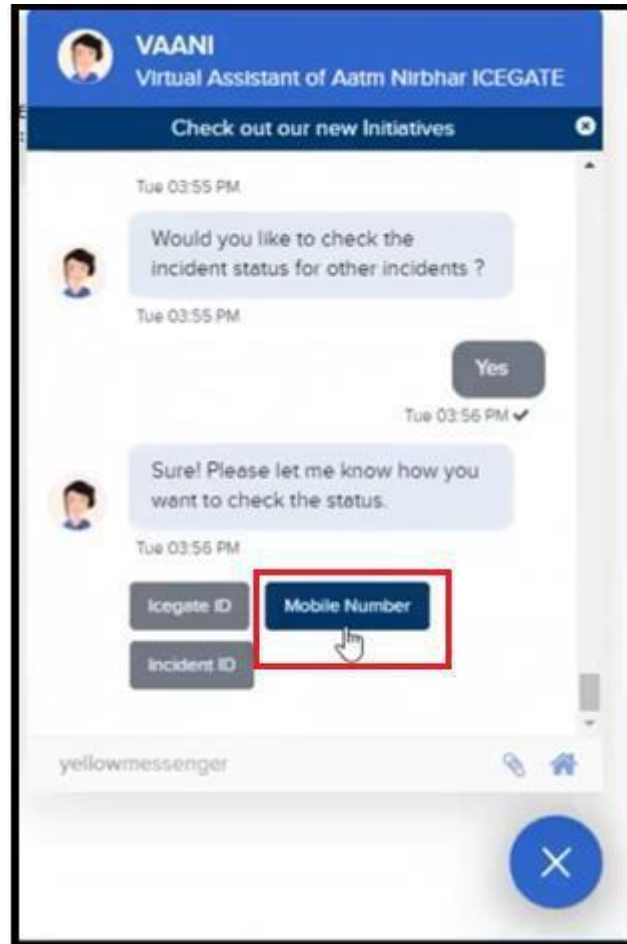 VAANI
Virtual Assistant of Aatm Nirbhar ICEGATE
Check out our new Initiatives
Tue 03:55 PM
Would you like to check the
incident status for other incidents ?
Tue 03:55 PM
Yes
Tue 03:56 PM
Sure! Please let me know how you
want to check the status.
Tue 03:56 PM
Icegate ID Mobile Number
Incident ID
yellowmessenger